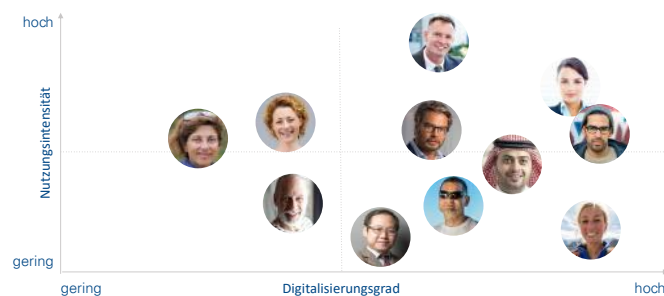 hoch
Nutzungsintensität
gering
gering
Digitalisierungsgrad
hoch